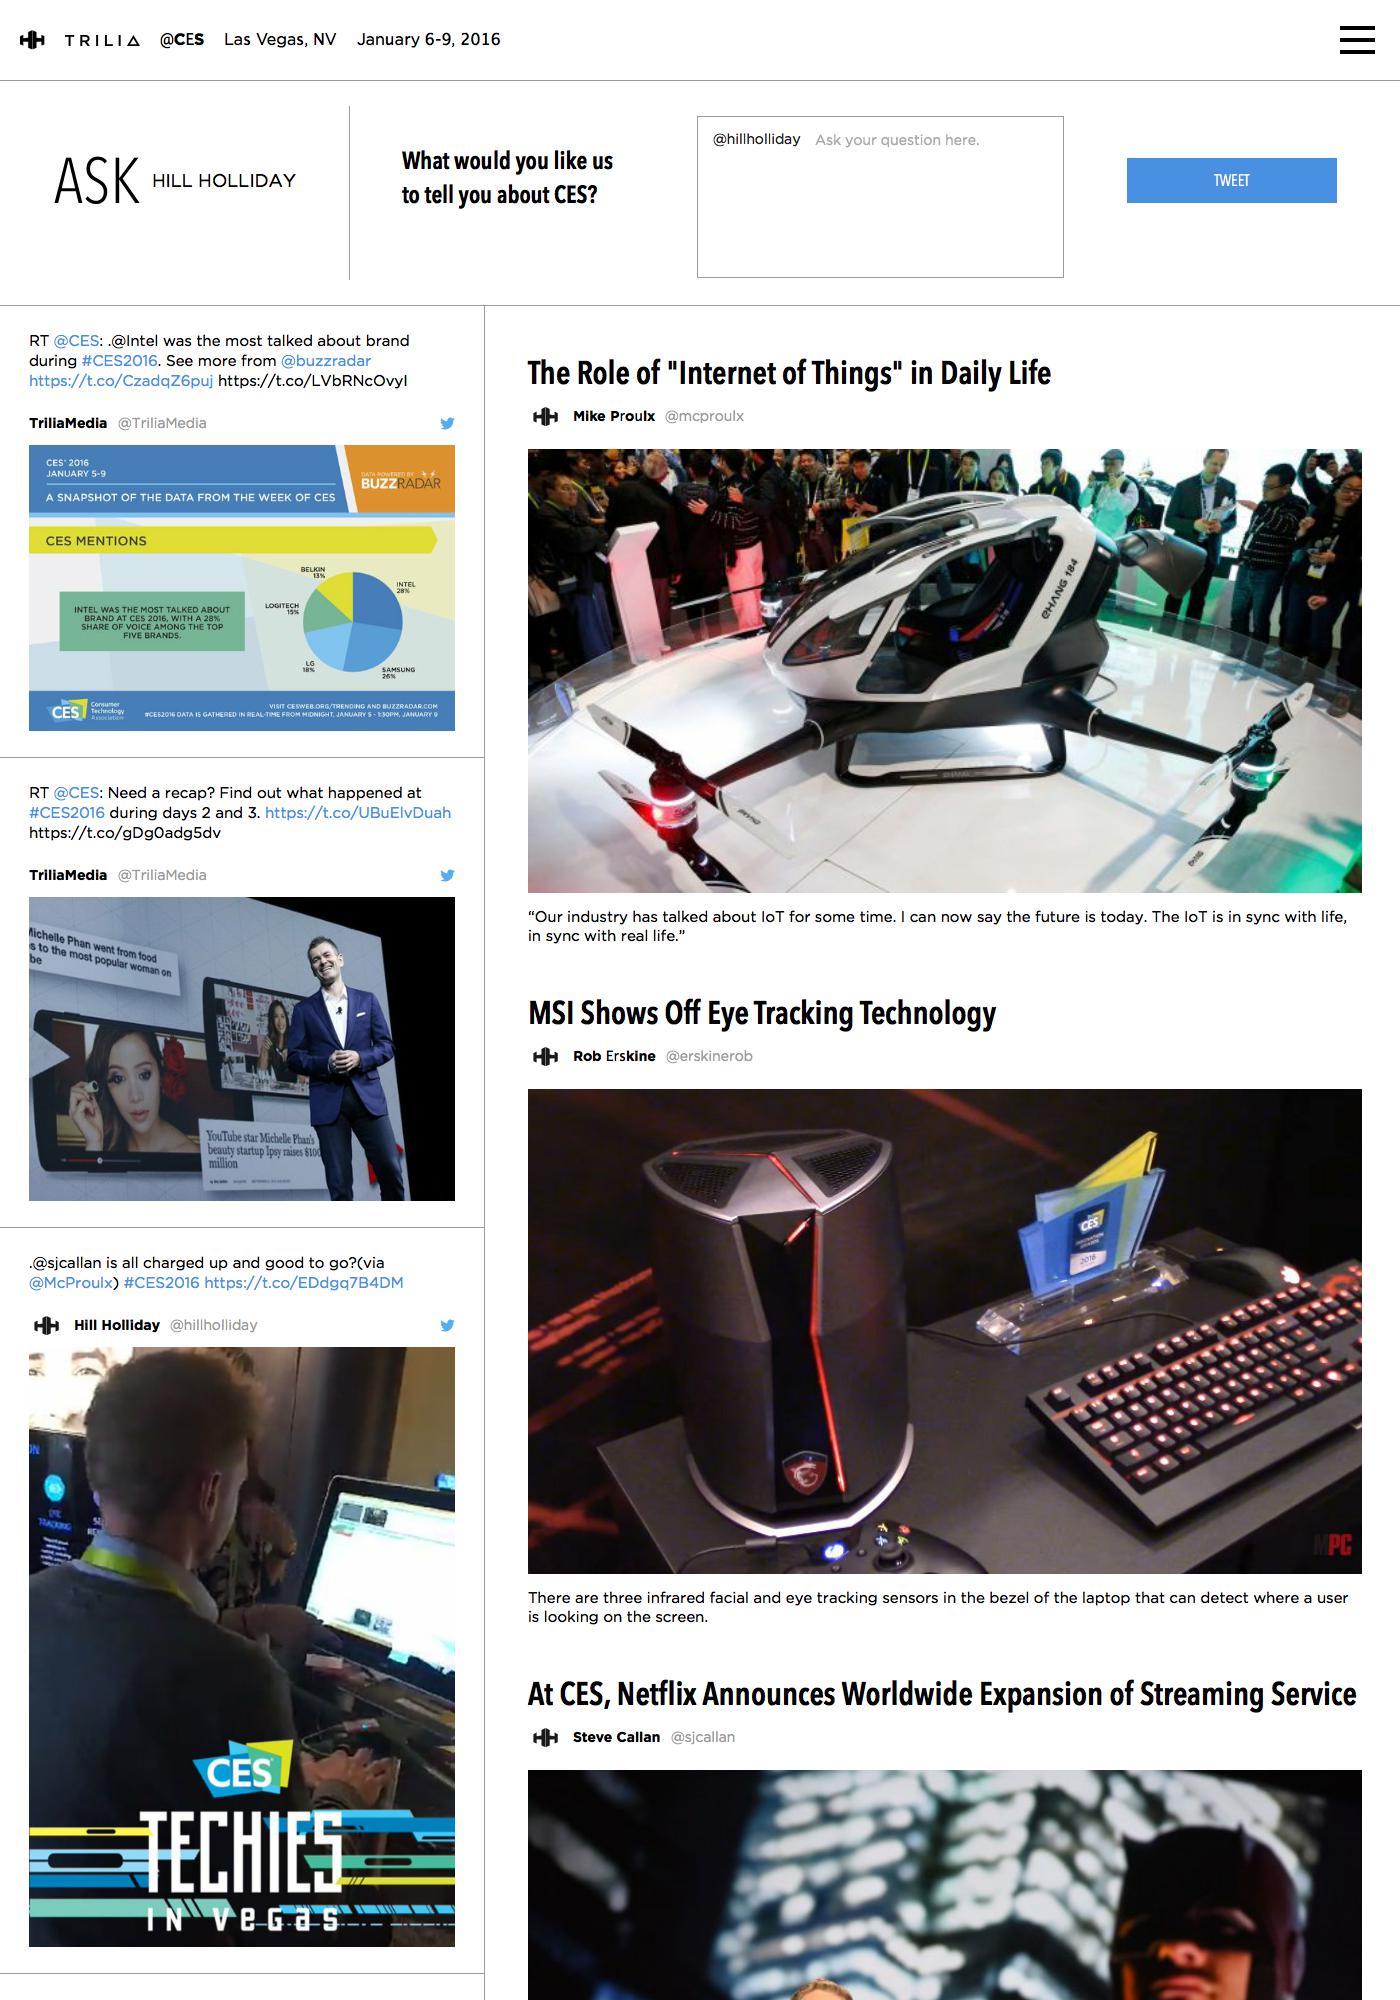 TRILIA @CES Las Vegas, NV January 6-9, 2016
ASK HILL HOLLIDAY
What would you like us
to tell you about CES?
@hillholliday Ask your question here.
TWEET
RT @CES: .@Intel was the most talked about brand
during #CES2016. See more from @buzzradar
https://t.co/CzadqZ6puj https://t.co/LVbRNcOvyI
TriliaMedia @TriliaMedia
CES® 2016
JANUARY 5-9
A SNAPSHOT OF THE DATA FROM THE WEEK OF CES
DATA POWERED BY
BUZZRADAR
CES MENTIONS
INTEL WAS THE MOST TALKED ABOUT
BRAND AT CES 2016, WITH A 28%
SHARE OF VOICE AMONG THE TOP
FIVE BRANDS.
BELKIN
13%
INTEL
28%
LOGITECH
15%
LG
18%
SAMSUNG
26%
CES Consumer
Technology
Association
VISIT CESWEB.ORG/TRENDING AND BUZZRADAR.COM
#CES2016 DATA IS GATHERED IN REAL-TIME FROM MIDNIGHT, JANUARY 5 - 1:30PM, JANUARY 9
RT @CES: Need a recap? Find out what happened at
#CES2016 during days 2 and 3. https://t.co/UBuElvDuah
https://t.co/gDg0adg5dv
TriliaMedia @TriliaMedia
Michelle Phan went from food
s to the most popular woman on
be
YouTube star Michelle Phan's
beauty startup Ipsy raises $100
million
.@sjcallan is all charged up and good to go?(via
@McProulx) #CES2016 https://t.co/EDdgq7B4DM
Hill Holliday @hillholliday
EYE
TRACKING
CES
TECHIES
IN VEGAS
The Role of "Internet of Things" in Daily Life
Mike Proulx @mcproulx
EHANG 184
EHANG
“Our industry has talked about IoT for some time. I can now say the future is today. The IoT is in sync with life,
in sync with real life.”
MSI Shows Off Eye Tracking Technology
Rob Erskine @erskinerob
CES
INNOVATION
AWARDS
2016
MPC
There are three infrared facial and eye tracking sensors in the bezel of the laptop that can detect where a user
is looking on the screen.
At CES, Netflix Announces Worldwide Expansion of Streaming Service
Steve Callan @sjcallan